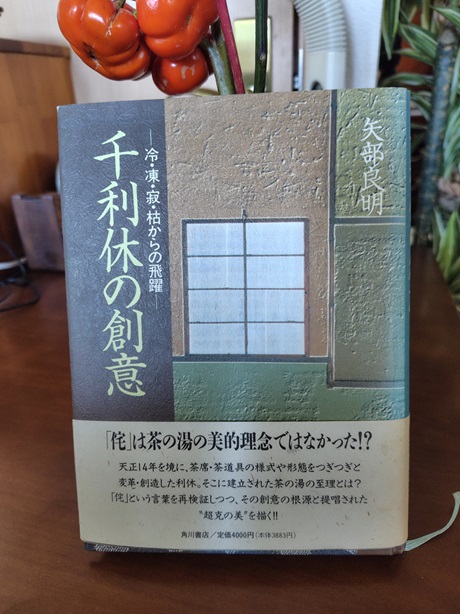 千利休の創意
―冷・凍・寂・枯からの飛躍―
矢部良明
「侘」は茶の湯の美的理念ではなかった!?
天正14年を境に、茶席・茶道具の様式や形態をつぎつぎと
変革・創造した利休。そこに建立された茶の湯の至理とは?
「侘」という言葉を再検証しつつ、その創意の根源と提唱された
"超克の美"を描く!!
角川書店/定価4000円(本体3883円)